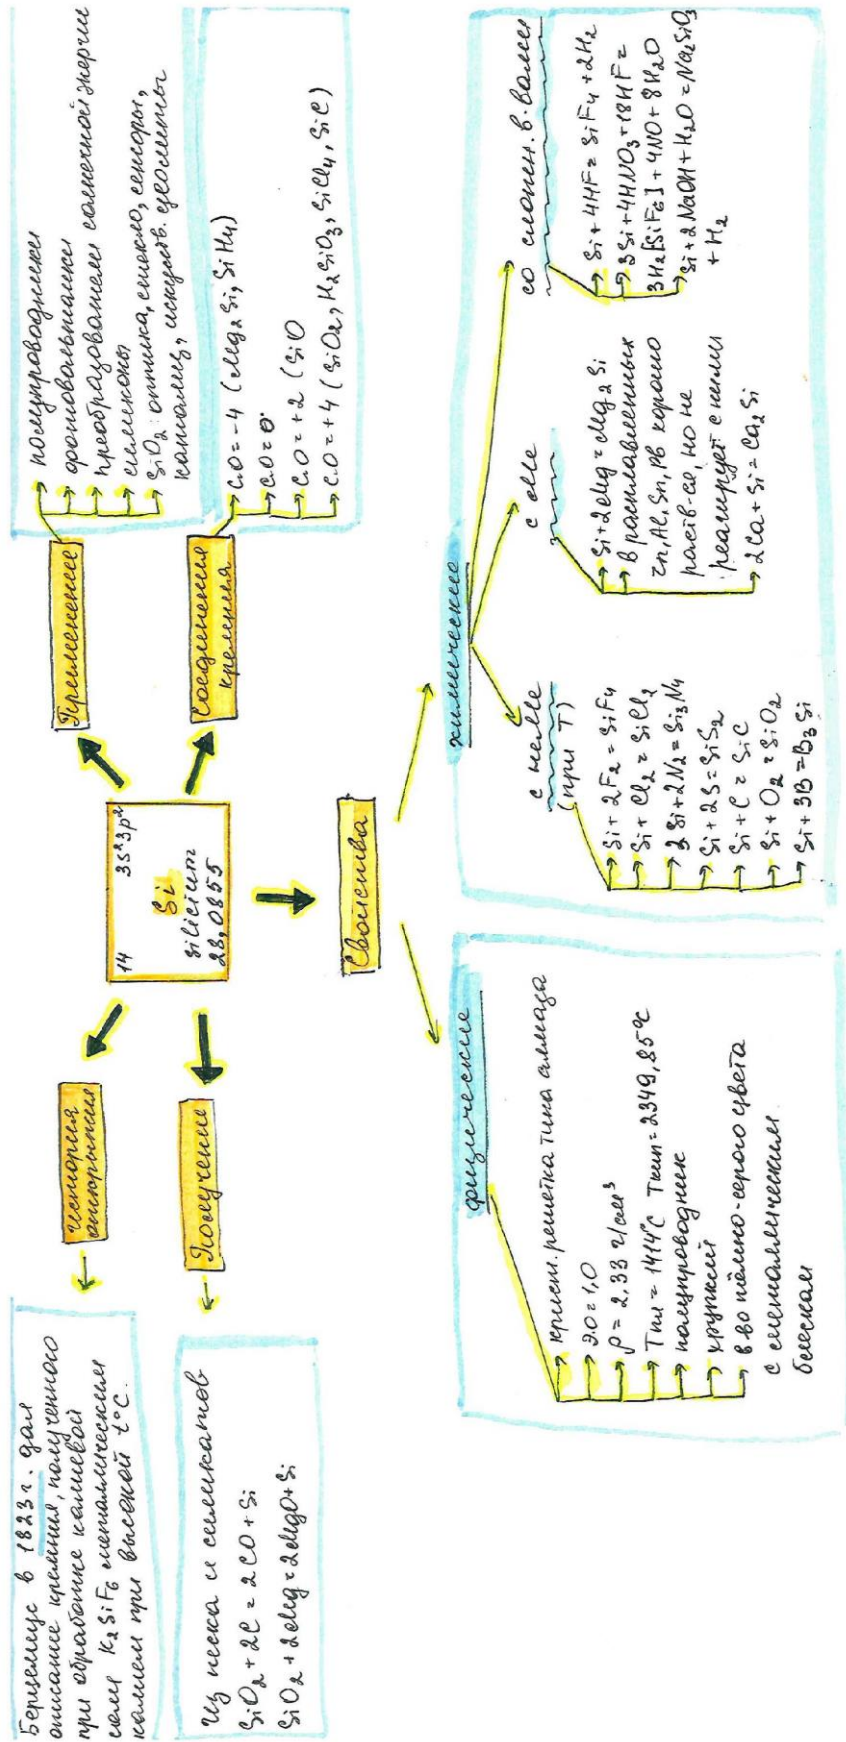 Берцелиус в 1823г. дал
описание кремния, полученного
при обработке калиевой
соли K₂SiF₆ металлическим
калием при высокой t°C.
История
открытия
Из песка и силикатов
SiO₂ + 2C = 2CO + Si
SiO₂ + 2Mg = 2MgO + Si
Получение
14 3s²3p²
Si
silicium
28,0855
Применение
полупроводники
фотовольтаики
преобразователи солнечной энергии
силиконы
SiO₂: оптика, стекло, сенсоры,
катализ, искусств. цеолиты
Соединения
кремния
C.O = -4 (Mg₂Si, SiH₄)
C.O = 0
C.O = +2 (SiO
C.O = +4 (SiO₂, H₂SiO₃, SiCl₄, SiC)
Свойства
физические
крист. решетка типа алмаза
Э.O = 1,0
ρ = 2,33 г/см³
Tпл = 1414°C Tкип = 2349,85°C
полупроводник
хрупкий
в-во тёмно-серого цвета
с металлическим
блеском
химические
с неМе
(при T)
Si + 2F₂ = SiF₄
Si + Cl₂ = SiCl₂
3Si + 2N₂ = Si₃N₄
Si + 2S = SiS₂
Si + C = SiC
Si + O₂ = SiO₂
Si + 3B = B₃Si
с Ме
Si + 2Mg = Mg₂Si
в расплавленных
Zn, Al, Sn, Pb хорошо
раств-ся, но не
реагирует с ними
2Ca + Si = Ca₂Si
со сложн. в-вами
Si + 4HF = SiF₄ + 2H₂
3Si + 4HNO₃ + 18HF =
3H₂[SiF₆] + 4NO + 8H₂O
Si + 2NaOH + H₂O = Na₂SiO₃
+ H₂